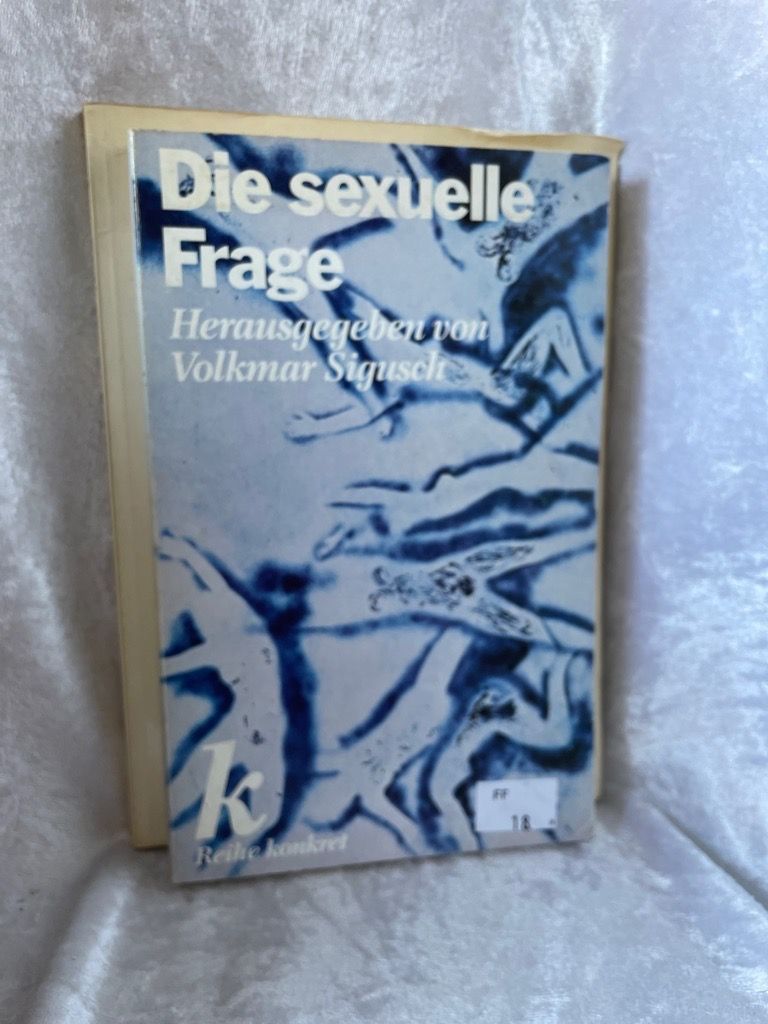 Die sexuelle
Frage
Herausgegeben von
Volkmar Sigusch
k
Reihe konkret
FF
18 -